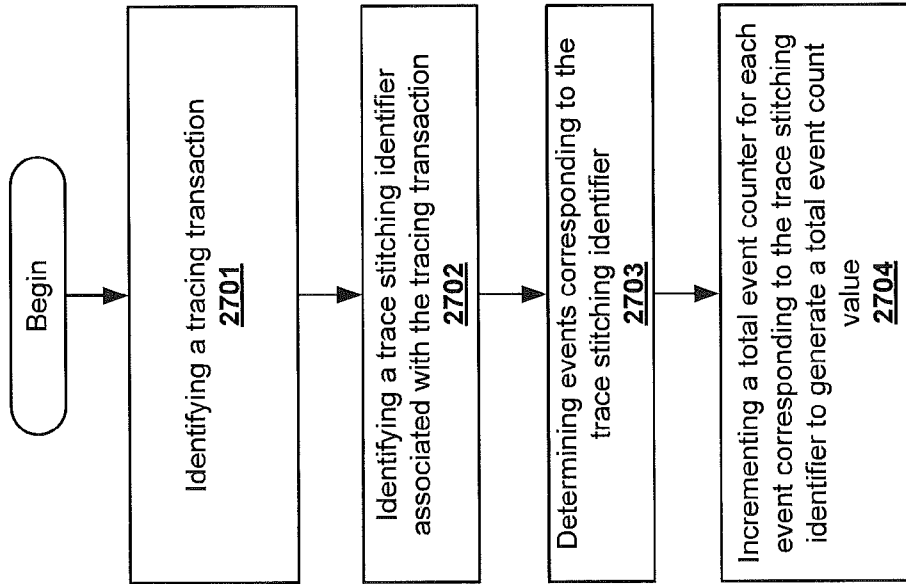 Begin
Identifying a tracing transaction
2701
Identifying a trace stitching identifier
associated with the tracing transaction
2702
Determining events corresponding to the
trace stitching identifier
2703
Incrementing a total event counter for each
event corresponding to the trace stitching
identifier to generate a total event count
value
2704